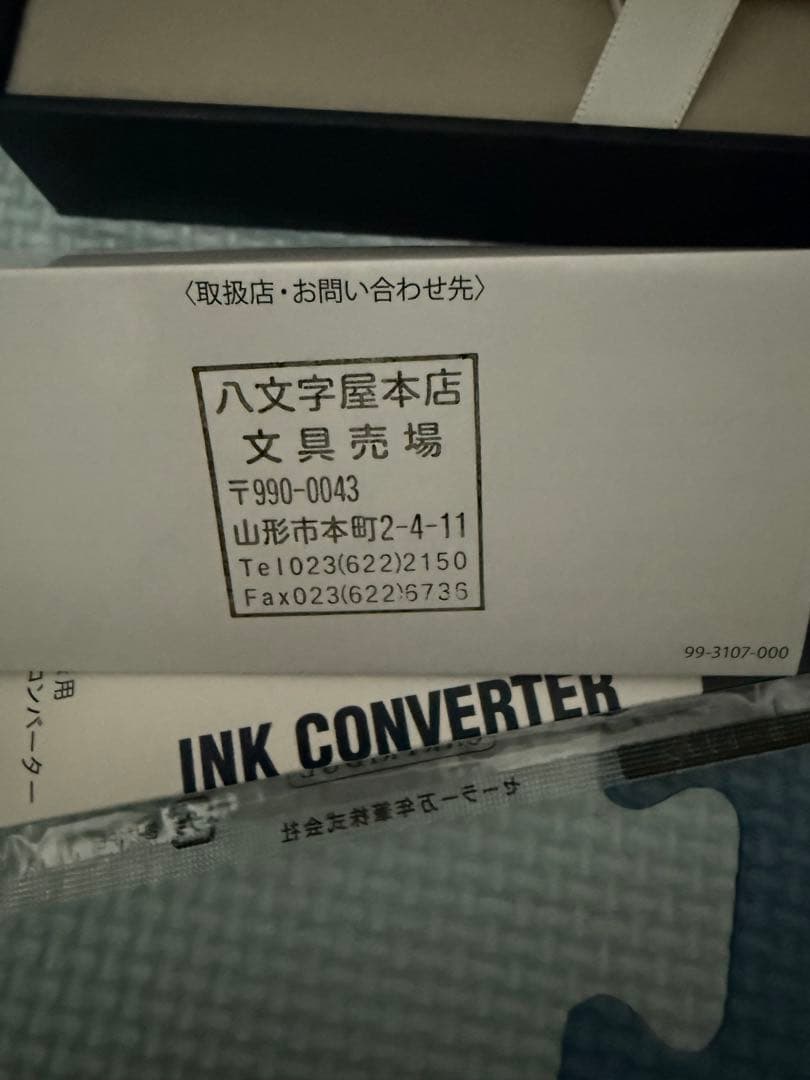 〈取扱店・お問い合わせ先〉
八文字屋本店
文具売場
〒990-0043
山形市本町2-4-11
Tel023(622)2150
Fax023(622)6736
99-3107-000
用
コンバーター
INK CONVERTER
セーラー万年筆株式会社